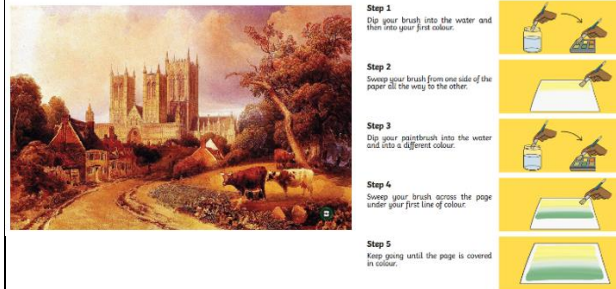 Step 1
Dip your brush into the water and
then into your first colour.
Step 2
Sweep your brush from one side of the
paper all the way to the other.
Step 3
Dip your paintbrush into the water
and into a different colour.
Step 4
Sweep your brush across the page
under your first line of colour.
Step 5
Keep going until the page is covered
in colour.